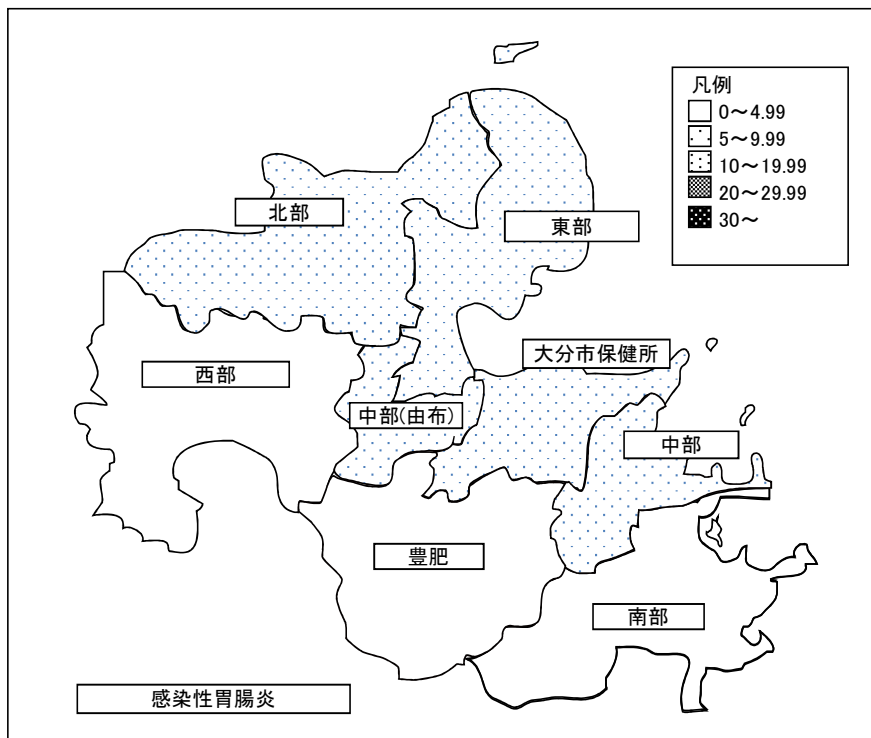 凡例
0～4.99
5～9.99
10～19.99
20～29.99
30～
北部
東部
大分市保健所
西部
中部(由布)
中部
豊肥
南部
感染性胃腸炎